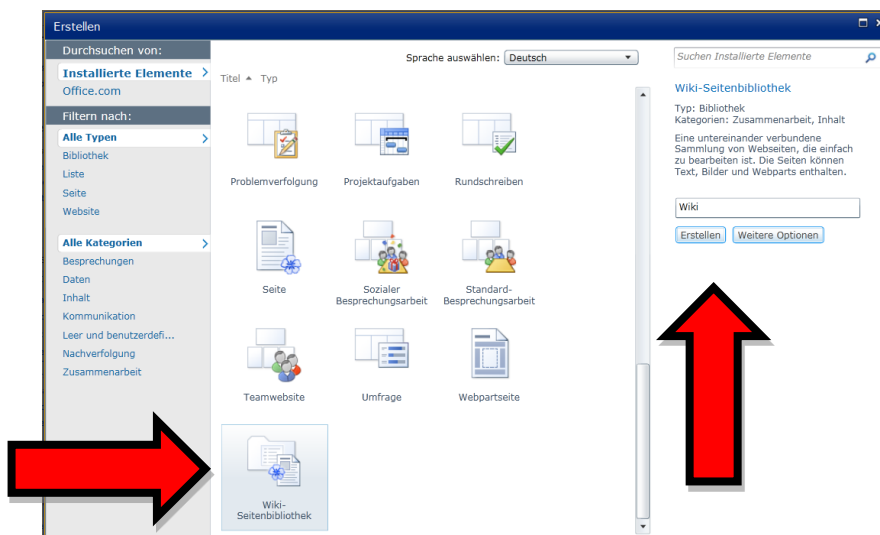 Erstellen
Durchsuchen von:
Installierte Elemente
Office.com
Filtern nach:
Alle Typen
Bibliothek
Liste
Seite
Website
Alle Kategorien
Besprechungen
Daten
Inhalt
Kommunikation
Leer und benutzerdefi...
Nachverfolgung
Zusammenarbeit
Sprache auswählen: Deutsch
Titel Typ
Problemverfolgung
Projektaufgaben
Rundschreiben
Seite
Sozialer
Besprechungsarbeit
Standard-
Besprechungsarbeit
Teamwebsite
Umfrage
Webpartseite
Wiki-
Seitenbibliothek
Suchen Installierte Elemente
Wiki-Seitenbibliothek
Typ: Bibliothek
Kategorien: Zusammenarbeit, Inhalt
Eine untereinander verbundene
Sammlung von Webseiten, die einfach
zu bearbeiten ist. Die Seiten können
Text, Bilder und Webparts enthalten.
Wiki
Erstellen
Weitere Optionen